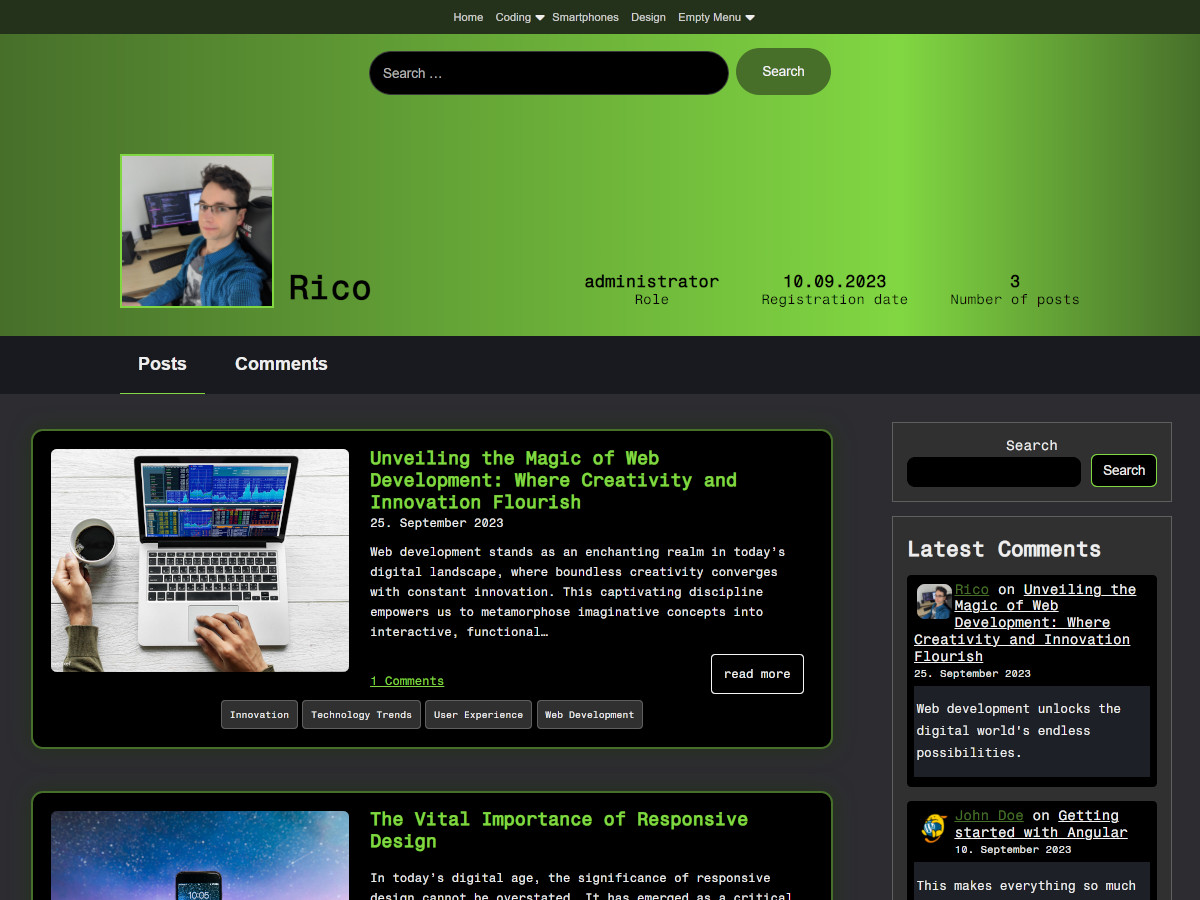 Home Coding Smartphones Design Empty Menu
Search …
Search
Rico
administrator
Role
10.09.2023
Registration date
3
Number of posts
Posts
Comments
Unveiling the Magic of Web
Development: Where Creativity and
Innovation Flourish
25. September 2023
Web development stands as an enchanting realm in today’s
digital landscape, where boundless creativity converges
with constant innovation. This captivating discipline
empowers us to metamorphose imaginative concepts into
interactive, functional…
1 Comments
read more
Innovation
Technology Trends
User Experience
Web Development
The Vital Importance of Responsive
Design
In today’s digital age, the significance of responsive
design cannot be overstated. It has emerged as a critical
10:05
Search
Search
Latest Comments
Rico on Unveiling the
Magic of Web
Development: Where
Creativity and Innovation
Flourish
25. September 2023
Web development unlocks the
digital world's endless
possibilities.
John Doe on Getting
started with Angular
10. September 2023
This makes everything so much